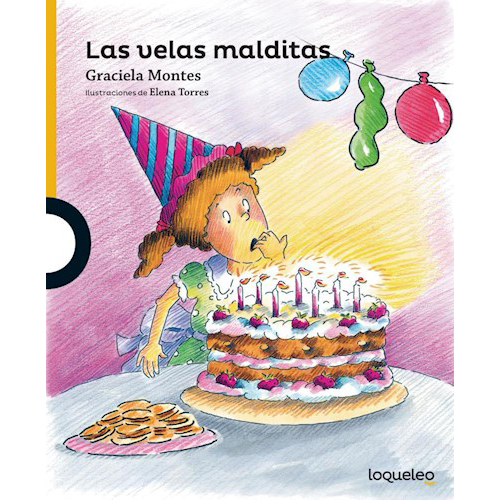 Las velas malditas
Graciela Montes
Ilustraciones de Elena Torres
loqueleo